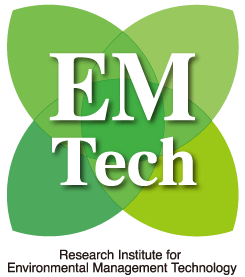 EM
Tech
Research Institute for
Environmental Management Technology